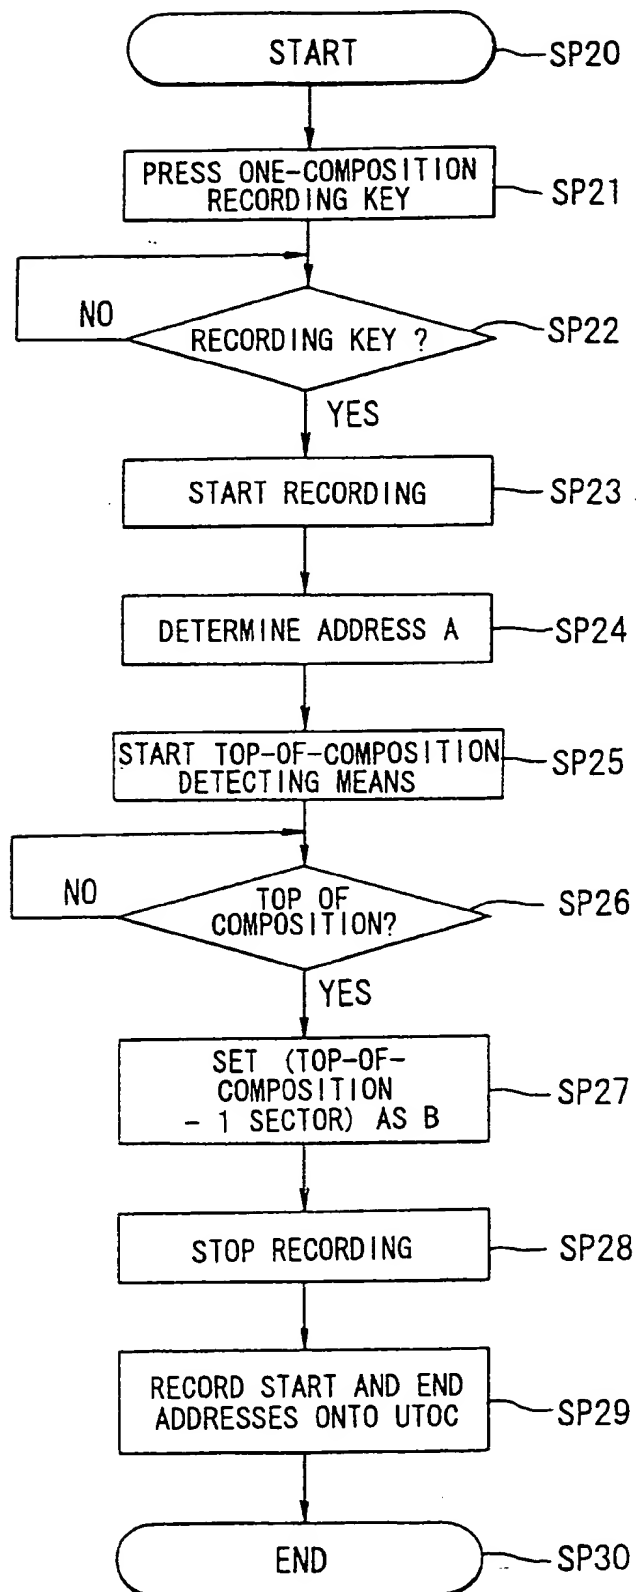 START
SP20
PRESS ONE-COMPOSITION
RECORDING KEY
SP21
NO
RECORDING KEY ?
SP22
YES
START RECORDING
SP23
DETERMINE ADDRESS A
SP24
START TOP-OF-COMPOSITION
DETECTING MEANS
SP25
NO
TOP OF
COMPOSITION?
SP26
YES
SET (TOP-OF-
COMPOSITION
- 1 SECTOR) AS B
SP27
STOP RECORDING
SP28
RECORD START AND END
ADDRESSES ONTO UTOC
SP29
END
SP30